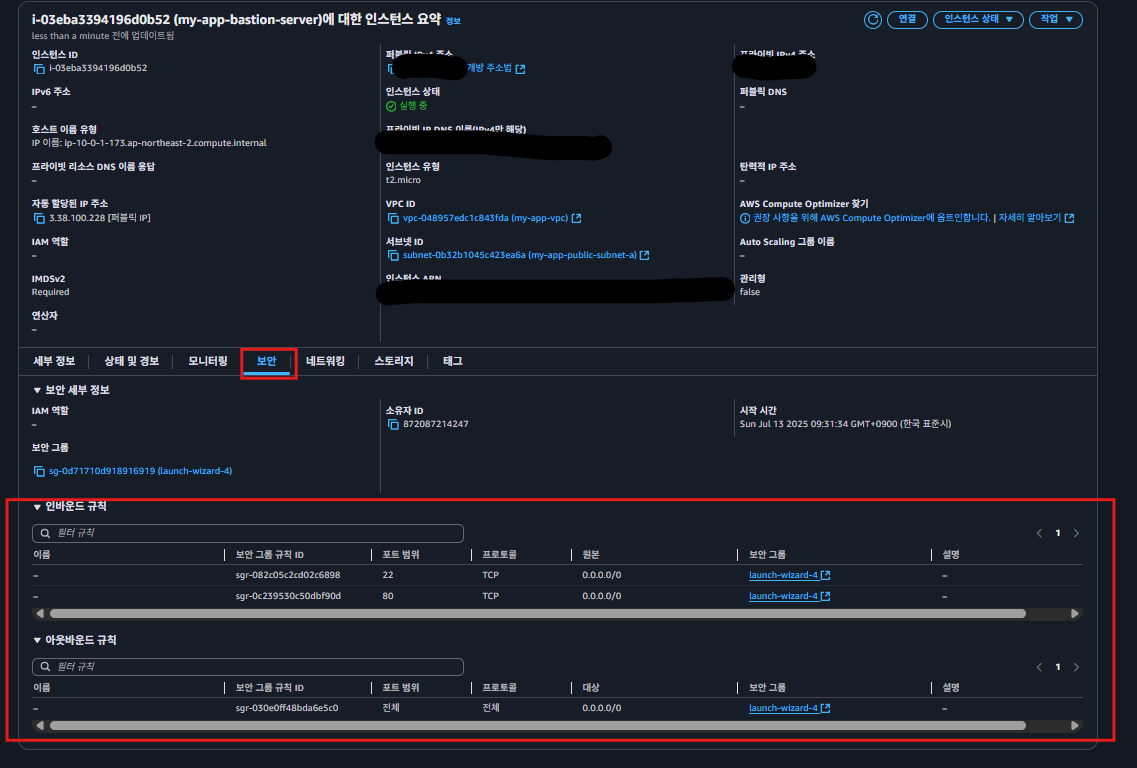 i-03eba3394196d0b52 (my-app-bastion-server)에 대한 인스턴스 요약 정보
less than a minute 전에 업데이트됨
연결
인스턴스 상태
작업
인스턴스 ID
i-03eba3394196d0b52
퍼블릭 IPv4 주소
개방 주소법
프라이빗 IPv4 주소
IPv6 주소
–
인스턴스 상태
실행 중
퍼블릭 DNS
–
호스트 이름 유형
IP 이름: ip-10-0-1-173.ap-northeast-2.compute.internal
프라이빗 IP DNS 이름(IPv4만 해당)
프라이빗 리소스 DNS 이름 응답
–
인스턴스 유형
t2.micro
탄력적 IP 주소
–
자동 할당된 IP 주소
3.38.100.228 [퍼블릭 IP]
VPC ID
vpc-048957edc1c843fda (my-app-vpc)
AWS Compute Optimizer 찾기
권장 사항을 위해 AWS Compute Optimizer에 옵트인합니다. | 자세히 알아보기
IAM 역할
–
서브넷 ID
subnet-0b32b1045c423ea6a (my-app-public-subnet-a)
Auto Scaling 그룹 이름
–
IMDSv2
Required
인스턴스 ARN
관리형
false
연산자
–
세부 정보
상태 및 경보
모니터링
보안
네트워킹
스토리지
태그
보안 세부 정보
IAM 역할
–
소유자 ID
872087214247
시작 시간
Sun Jul 13 2025 09:31:34 GMT+0900 (한국 표준시)
보안 그룹
sg-0d71710d918916919 (launch-wizard-4)
인바운드 규칙
필터 규칙
1
이름 보안 그룹 규칙 ID 포트 범위 프로토콜 원본 보안 그룹 설명
– sgr-082c05c2cd02c6898 22 TCP 0.0.0.0/0 launch-wizard-4 –
– sgr-0c239530c50dbf90d 80 TCP 0.0.0.0/0 launch-wizard-4 –
아웃바운드 규칙
필터 규칙
1
이름 보안 그룹 규칙 ID 포트 범위 프로토콜 대상 보안 그룹 설명
– sgr-030e0ff48bda6e5c0 전체 전체 0.0.0.0/0 launch-wizard-4 –